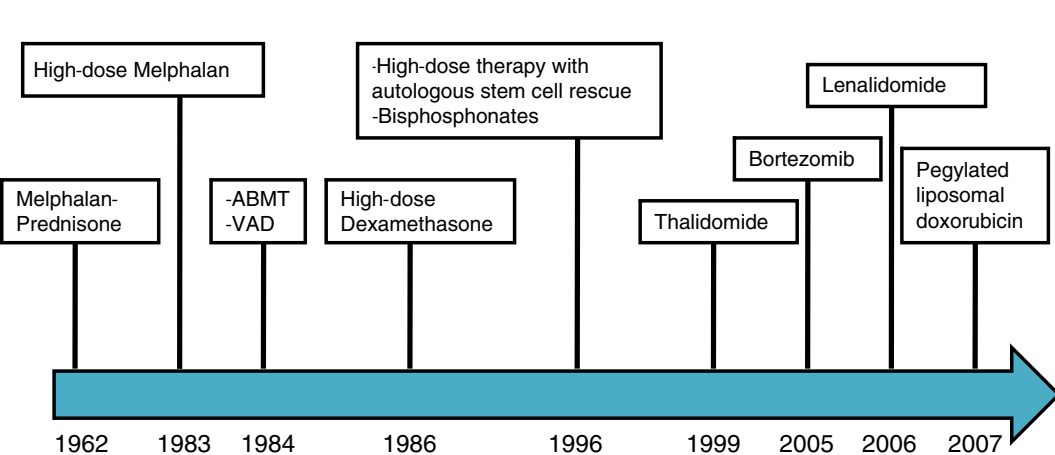 High-dose Melphalan
-High-dose therapy with
autologous stem cell rescue
-Bisphosphonates
Lenalidomide
Bortezomib
Pegylated
liposomal
doxorubicin
Melphalan-
Prednisone
-ABMT
-VAD
High-dose
Dexamethasone
Thalidomide
1962 1983 1984 1986 1996 1999 2005 2006 2007